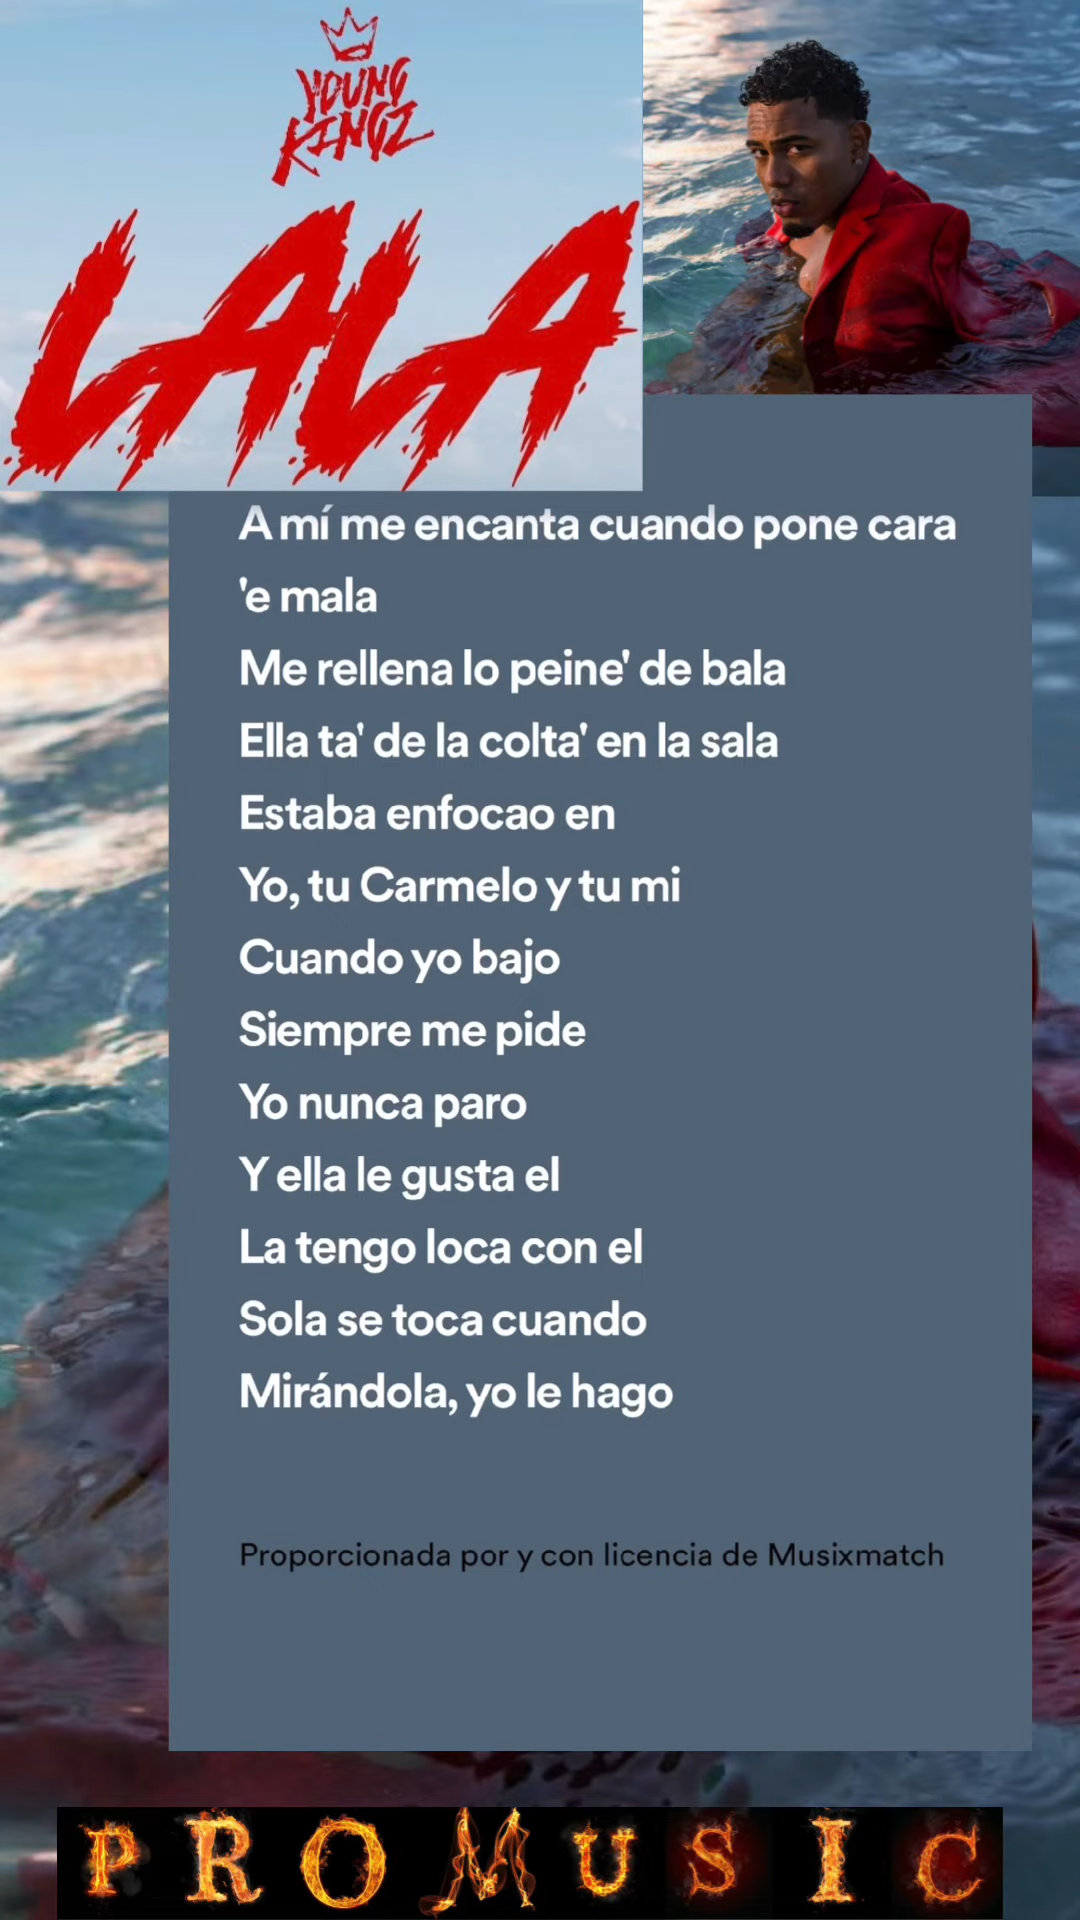 YOUNG
KINGZ
LALA
A mí me encanta cuando pone cara
'e mala
Me rellena lo peine' de bala
Ella ta' de la colta' en la sala
Estaba enfocao en
Yo, tu Carmelo y tu mi
Cuando yo bajo
Siempre me pide
Yo nunca paro
Y ella le gusta el
La tengo loca con el
Sola se toca cuando
Mirándola, yo le hago
Proporcionada por y con licencia de Musixmatch
PROMUSIC